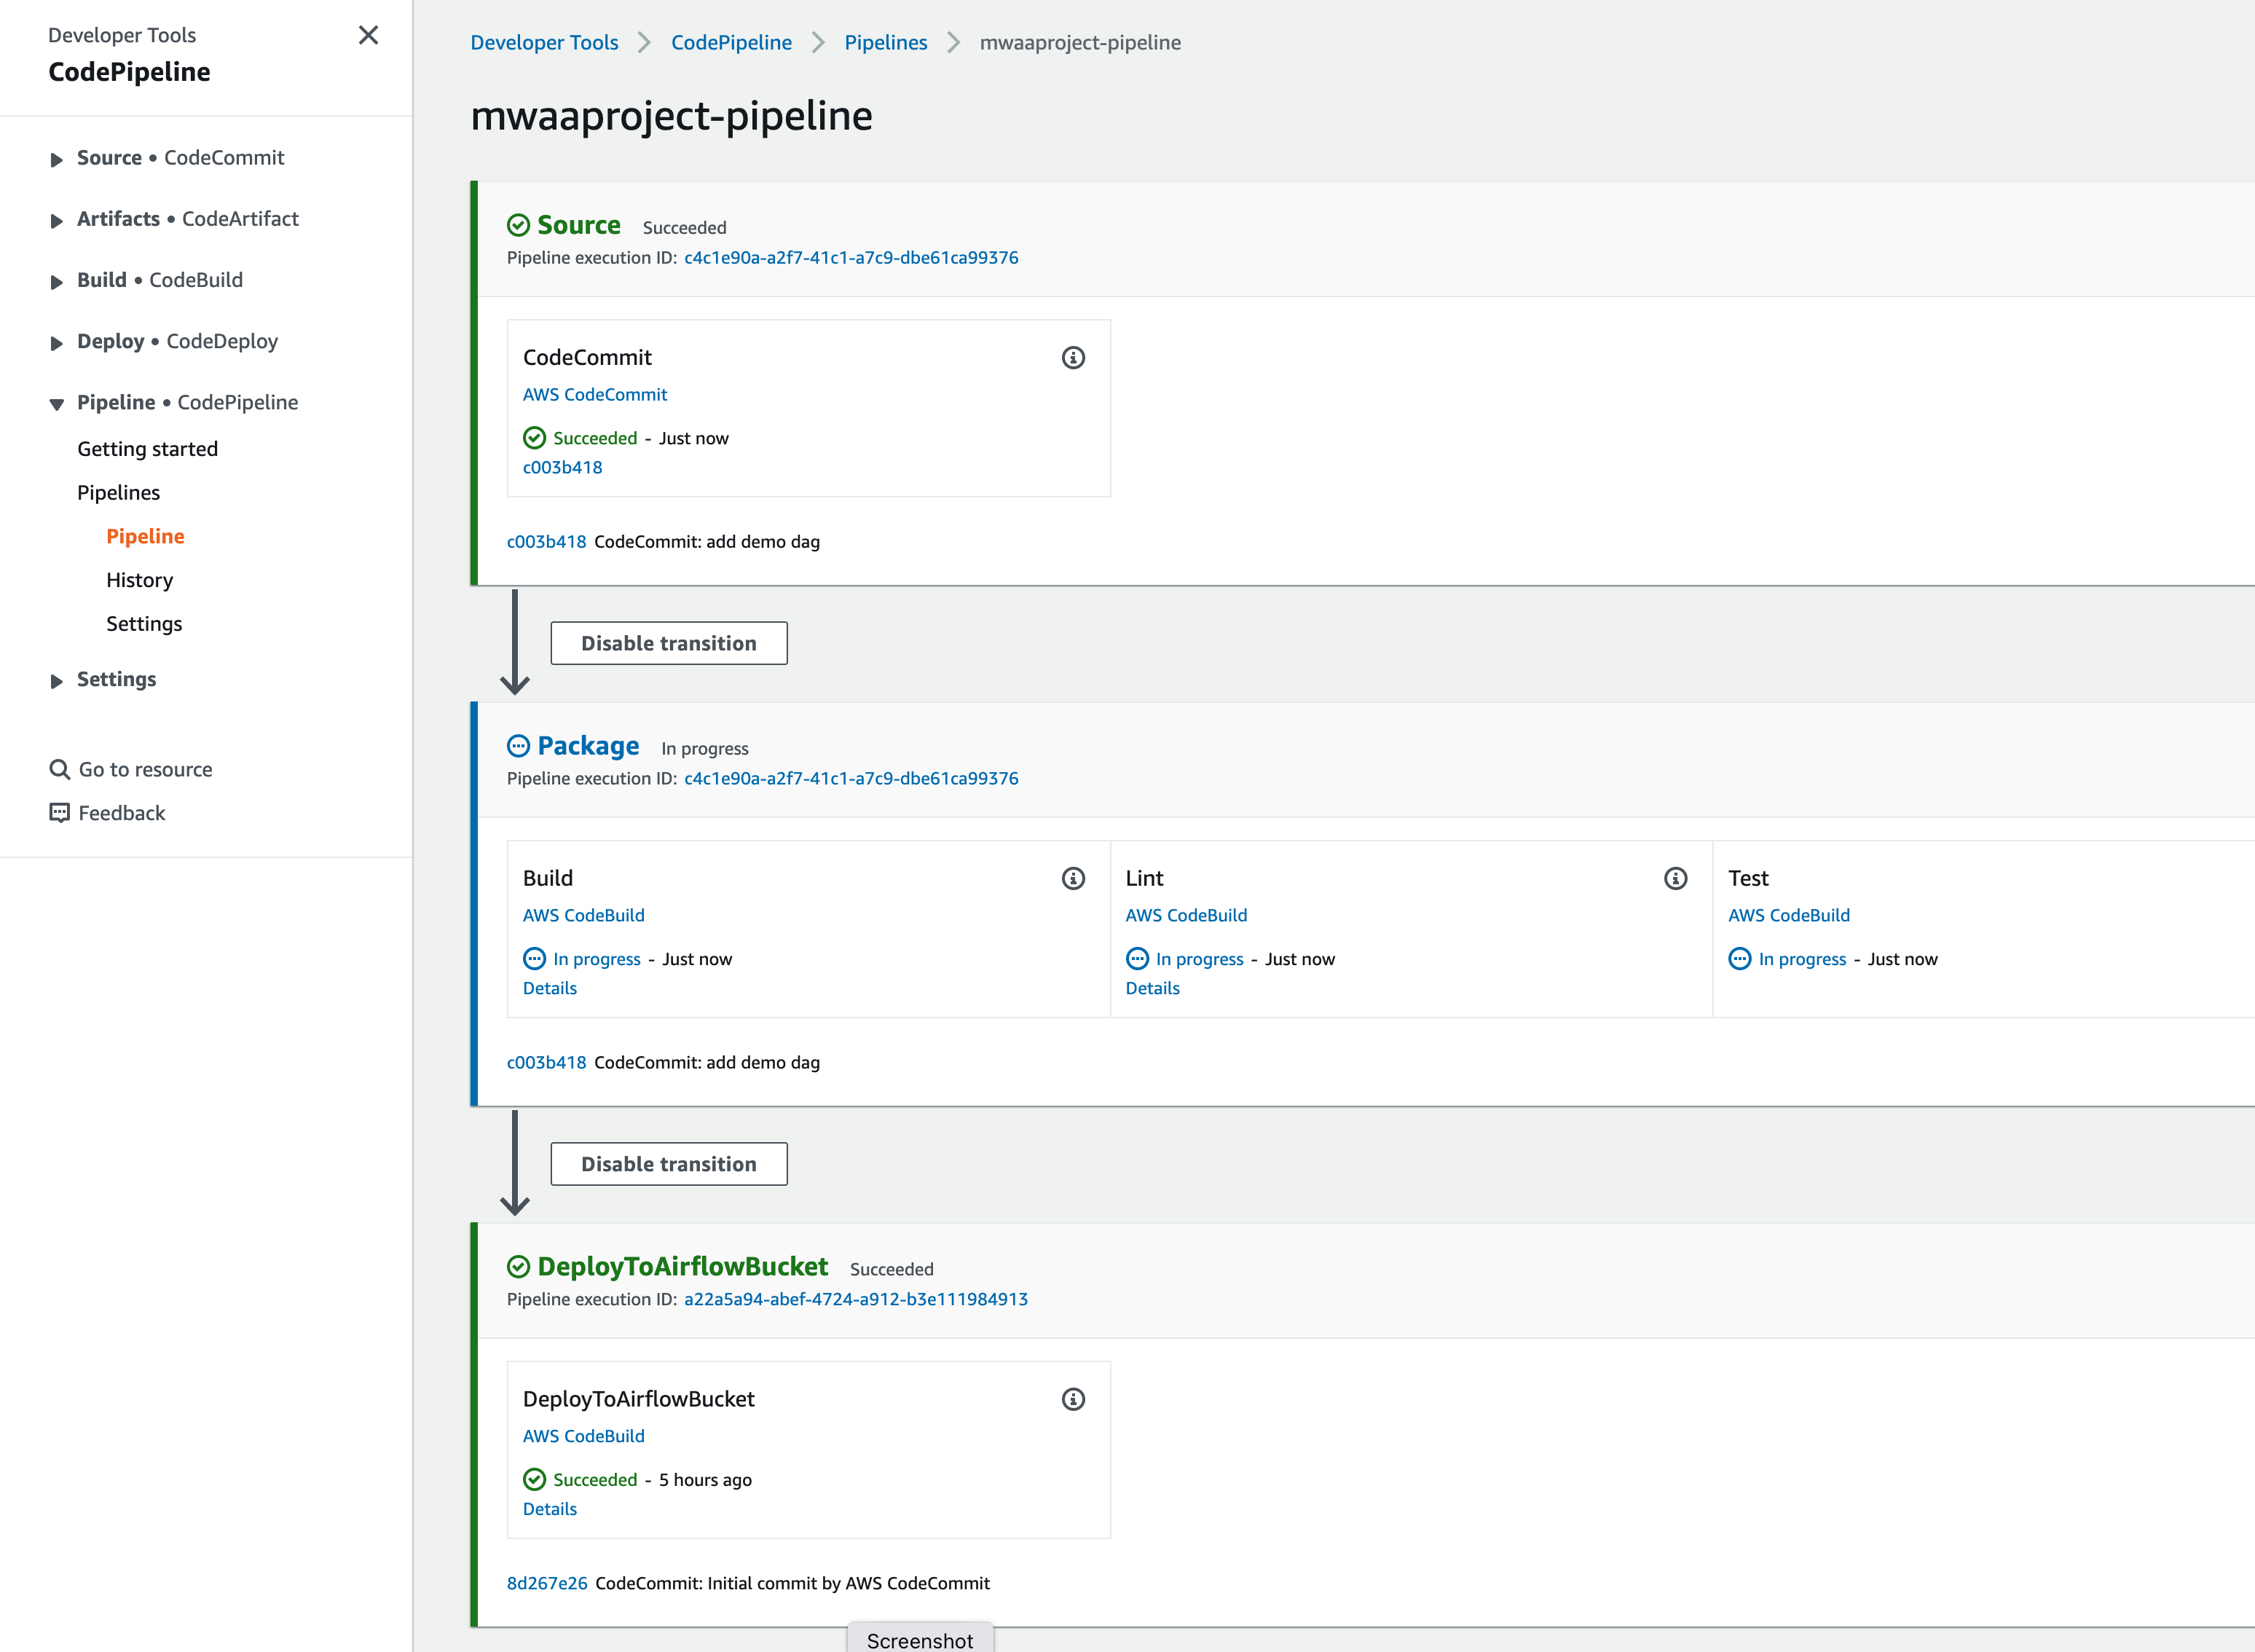 Developer Tools
CodePipeline
Source • CodeCommit
Artifacts • CodeArtifact
Build • CodeBuild
Deploy • CodeDeploy
Pipeline • CodePipeline
Getting started
Pipelines
Pipeline
History
Settings
Settings
Go to resource
Feedback
Developer Tools > CodePipeline > Pipelines > mwaaproject-pipeline
mwaaproject-pipeline
Source Succeeded
Pipeline execution ID: c4c1e90a-a2f7-41c1-a7c9-dbe61ca99376
CodeCommit
AWS CodeCommit
Succeeded - Just now
c003b418
c003b418 CodeCommit: add demo dag
Disable transition
Package In progress
Pipeline execution ID: c4c1e90a-a2f7-41c1-a7c9-dbe61ca99376
Build
AWS CodeBuild
In progress - Just now
Details
Lint
AWS CodeBuild
In progress - Just now
Details
Test
AWS CodeBuild
In progress - Just now
c003b418 CodeCommit: add demo dag
Disable transition
DeployToAirflowBucket Succeeded
Pipeline execution ID: a22a5a94-abef-4724-a912-b3e111984913
DeployToAirflowBucket
AWS CodeBuild
Succeeded - 5 hours ago
Details
8d267e26 CodeCommit: Initial commit by AWS CodeCommit
Screenshot